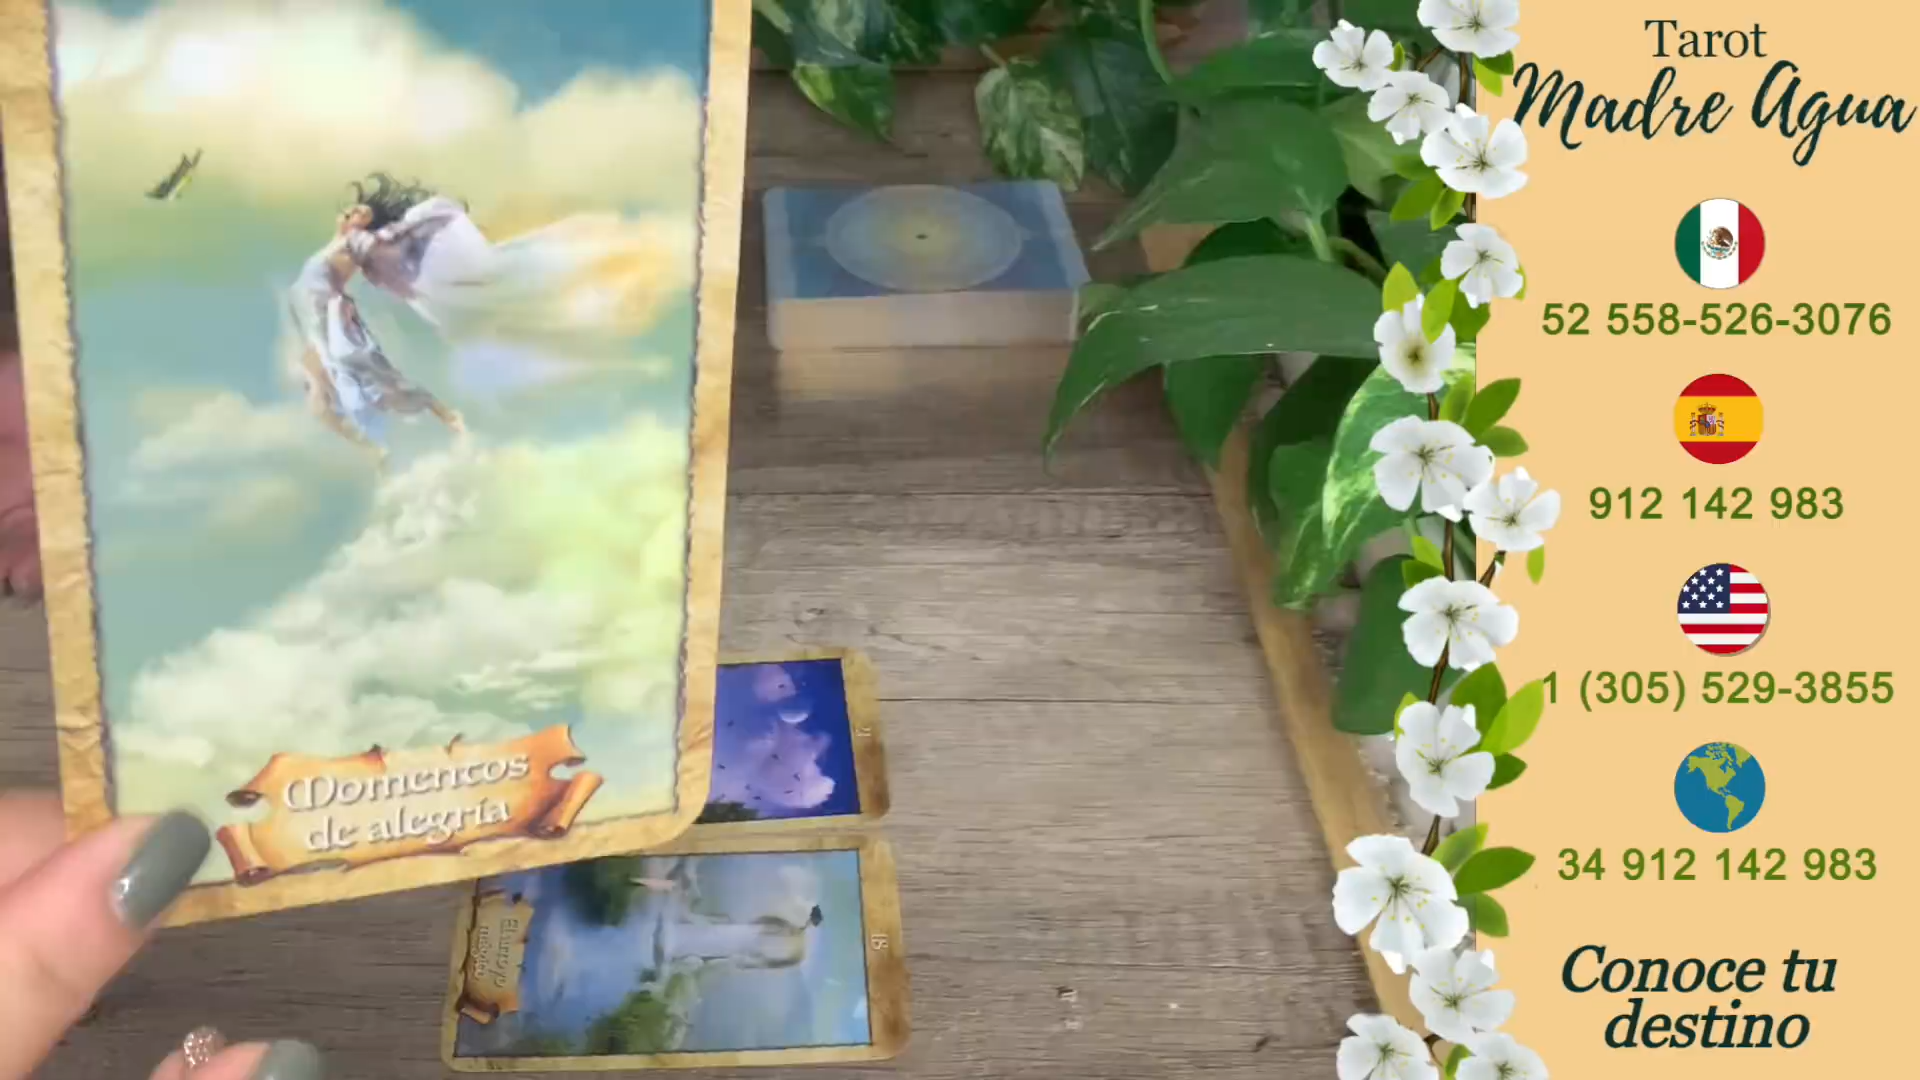 Momentos
de alegría
Tarot
Madre Agua
52 558-526-3076
912 142 983
1 (305) 529-3855
34 912 142 983
Conoce tu
destino